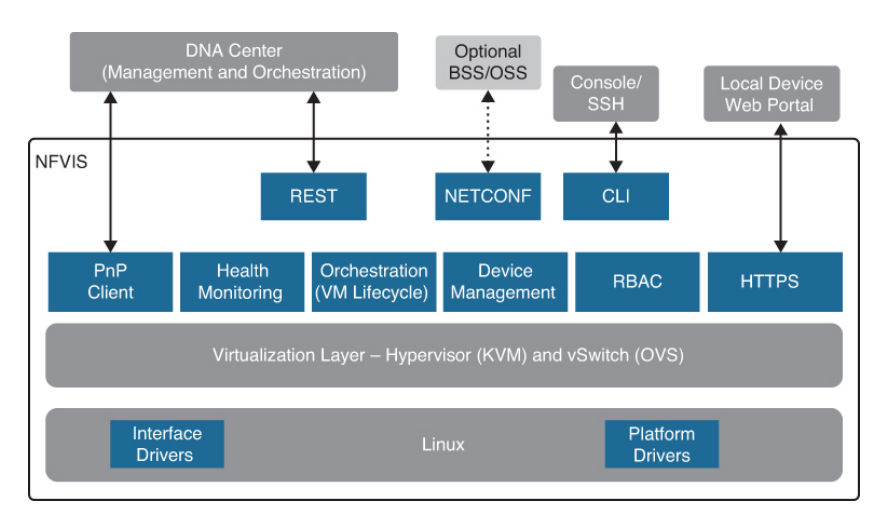 DNA Center
(Management and Orchestration)
Optional
BSS/OSS
Console/
SSH
Local Device
Web Portal
NFVIS
REST
NETCONF
CLI
PnP
Client
Health
Monitoring
Orchestration
(VM Lifecycle)
Device
Management
RBAC
HTTPS
Virtualization Layer – Hypervisor (KVM) and vSwitch (OVS)
Interface
Drivers
Linux
Platform
Drivers